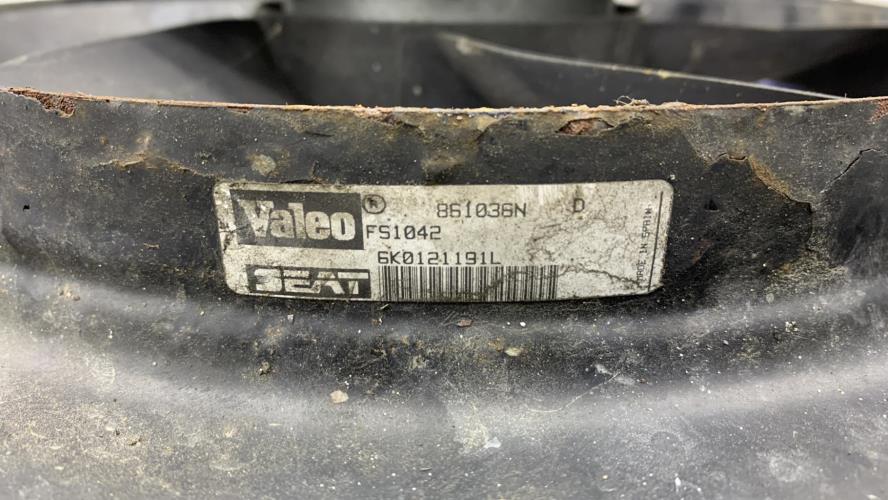 Valeo ® 861036N D
FS1042
6K0121191L
SEAT
MADE IN SPAIN